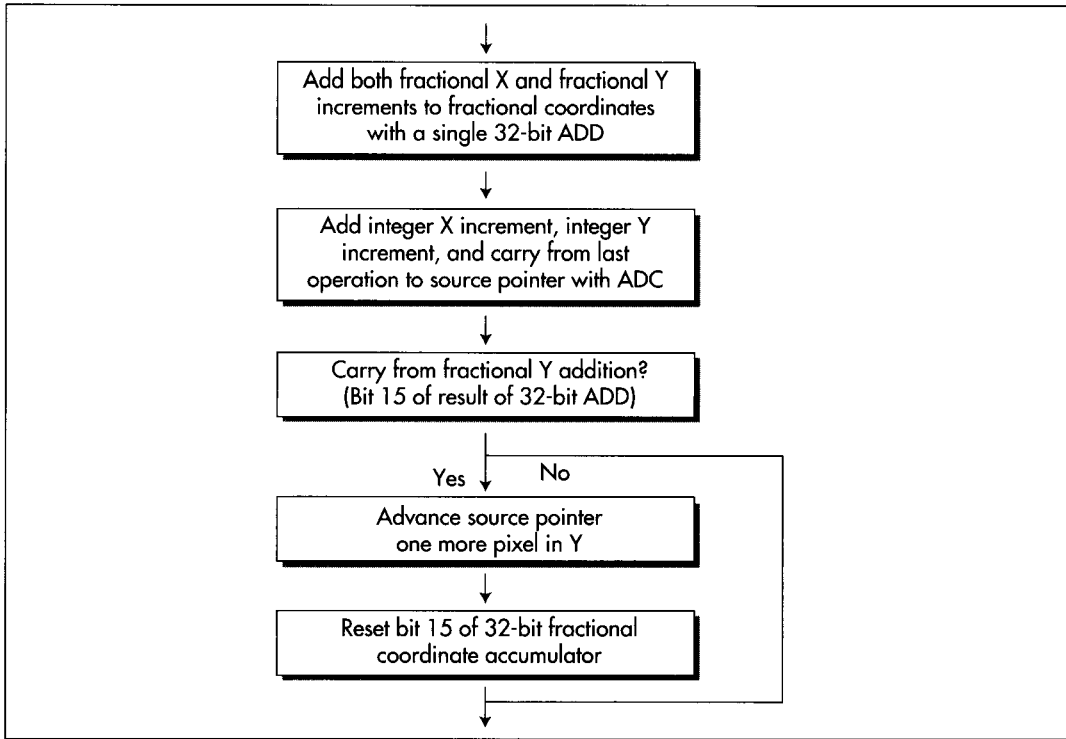 Add both fractional X and fractional Y
increments to fractional coordinates
with a single 32-bit ADD
Add integer X increment, integer Y
increment, and carry from last
operation to source pointer with ADC
Carry from fractional Y addition?
(Bit 15 of result of 32-bit ADD)
Yes
No
Advance source pointer
one more pixel in Y
Reset bit 15 of 32-bit fractional
coordinate accumulator